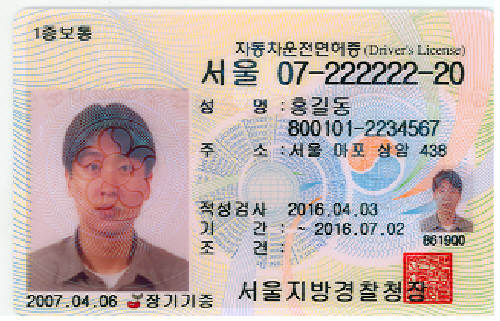 1종보통
자동차운전면허증 (Driver's License)
서울 07-222222-20
성 명 : 홍길동
800101-2234567
주 소 : 서울 마포 상암 438
적성검사 2016.04.03
기 간 : ~ 2016.07.02
조 건 :
861900
2007.04.06 장기기증
서울지방경찰청장